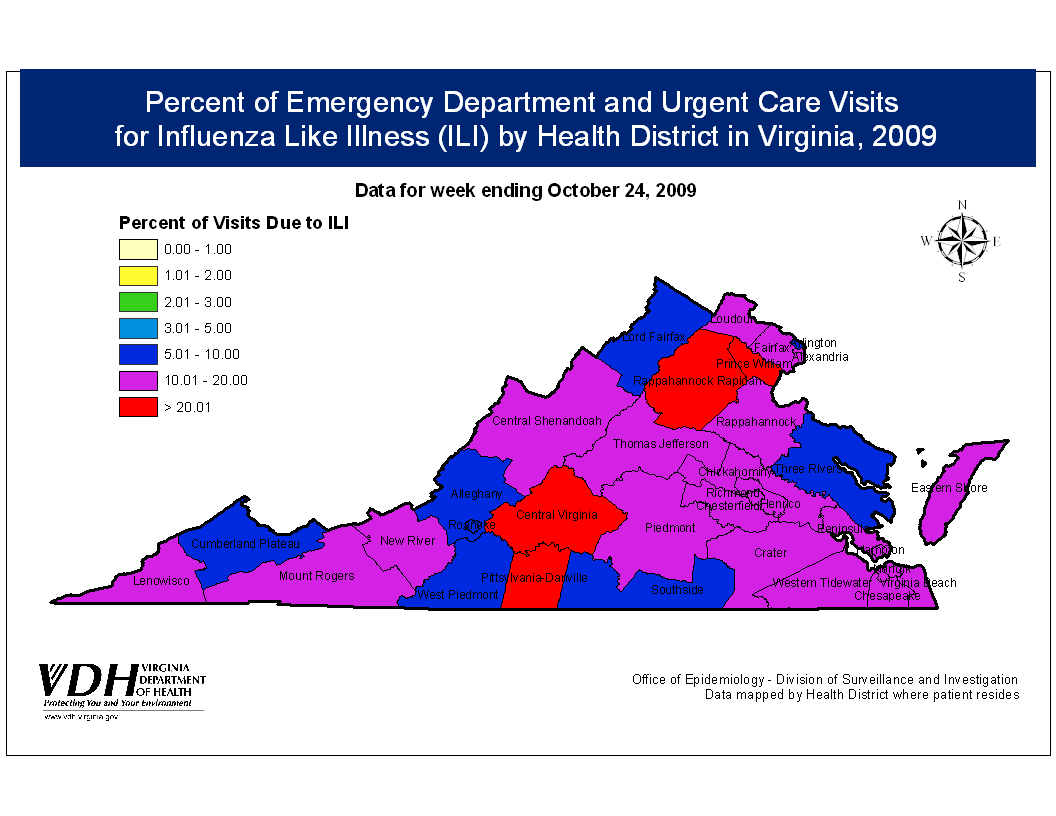 Percent of Emergency Department and Urgent Care Visits
for Influenza Like Illness (ILI) by Health District in Virginia, 2009
Data for week ending October 24, 2009
Percent of Visits Due to ILI
0.00 - 1.00
1.01 - 2.00
2.01 - 3.00
3.01 - 5.00
5.01 - 10.00
10.01 - 20.00
> 20.01
N
W
E
S
Loudoun
Lord Fairfax
Fairfax
Alexandria
Prince William
Rappahannock Rapidan
Central Shenandoah
Rappahannock
Thomas Jefferson
Chickahominy
Three Rivers
Eastern Shore
Alleghany
Richmond
Chesterfield
Henrico
Central Virginia
Roanoke
Piedmont
Peninsula
New River
Cumberland Plateau
Crater
Hampton
Lenowisco
Mount Rogers
Pittsylvania-Danville
West Piedmont
Southside
Western Tidewater
Virginia Beach
Chesapeake
VDH
VIRGINIA
DEPARTMENT
OF HEALTH
Protecting You and Your Environment
www.vdh.virginia.gov
Office of Epidemiology - Division of Surveillance and Investigation
Data mapped by Health District where patient resides